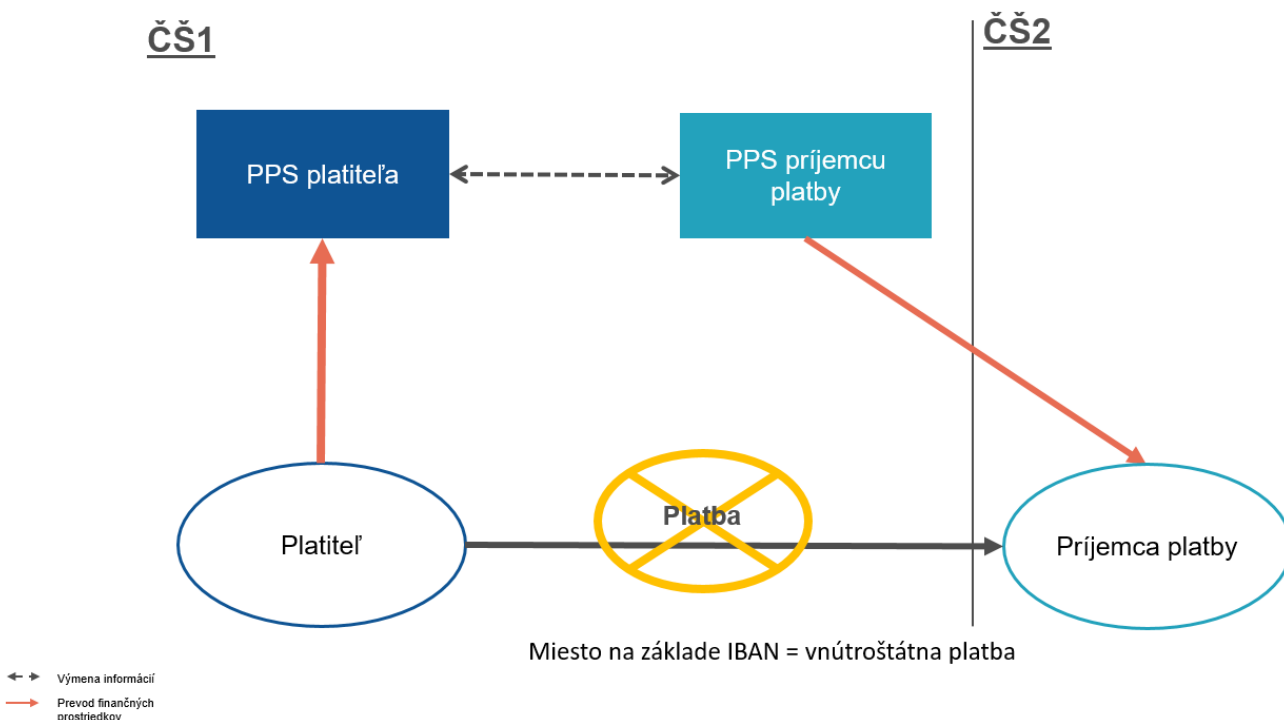 ČŠ1
ČŠ2
PPS platiteľa
PPS príjemcu
platby
Platba
Platiteľ
Príjemca platby
Miesto na základe IBAN = vnútroštátna platba
Výmena informácií
Prevod finančných
prostriedkov